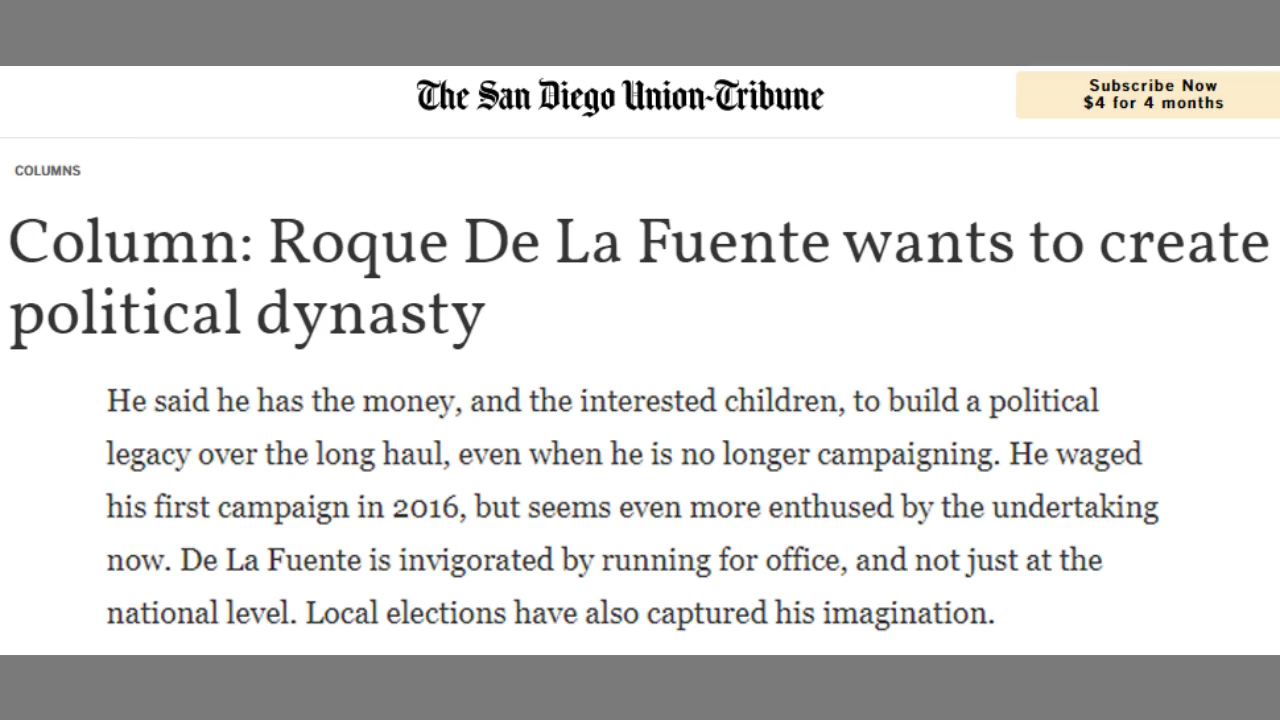 The San Diego Union-Tribune
Subscribe Now
$4 for 4 months
COLUMNS
Column: Roque De La Fuente wants to create
political dynasty
He said he has the money, and the interested children, to build a political
legacy over the long haul, even when he is no longer campaigning. He waged
his first campaign in 2016, but seems even more enthused by the undertaking
now. De La Fuente is invigorated by running for office, and not just at the
national level. Local elections have also captured his imagination.